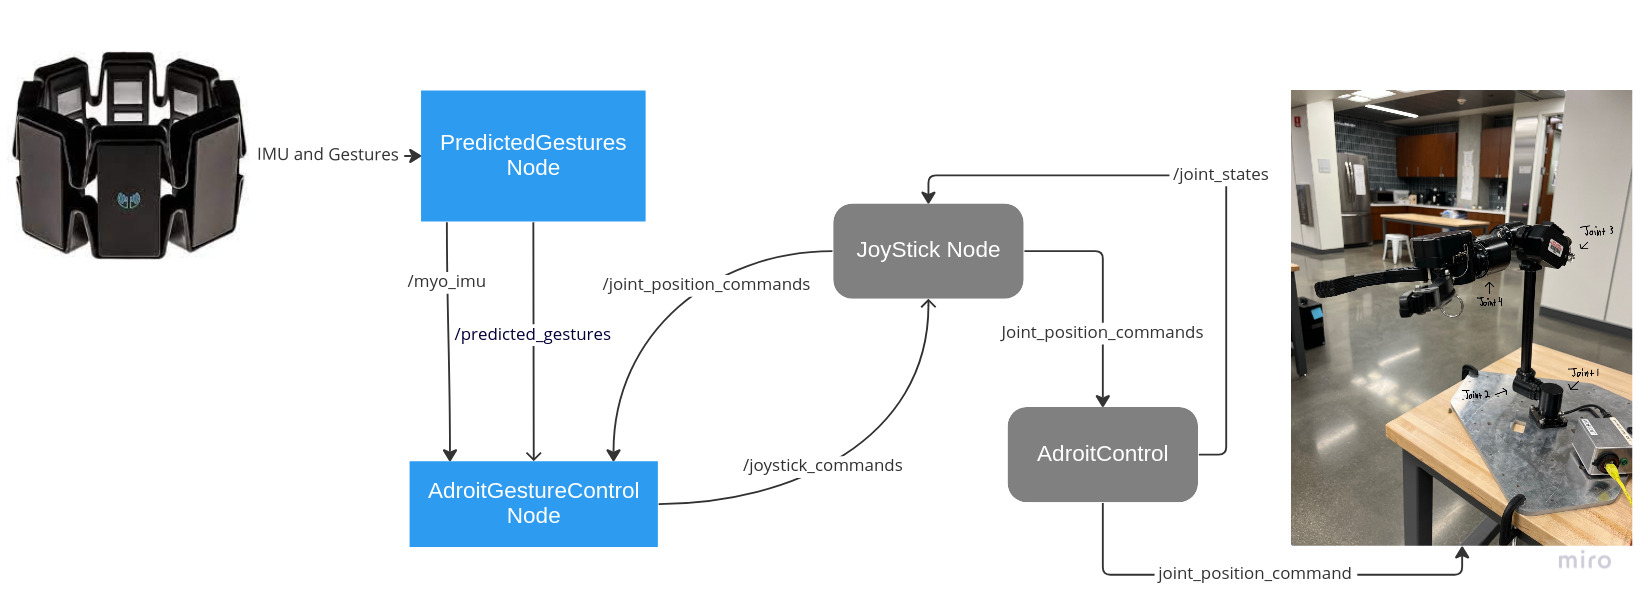 IMU and Gestures
PredictedGestures
Node
/myo_imu
/predicted_gestures
/joint_position_commands
AdroitGestureControl
Node
/joystick_commands
JoyStick Node
/joint_states
Joint_position_commands
AdroitControl
joint_position_command
Joint 3
Joint 4
Joint 1
Joint 2
miro